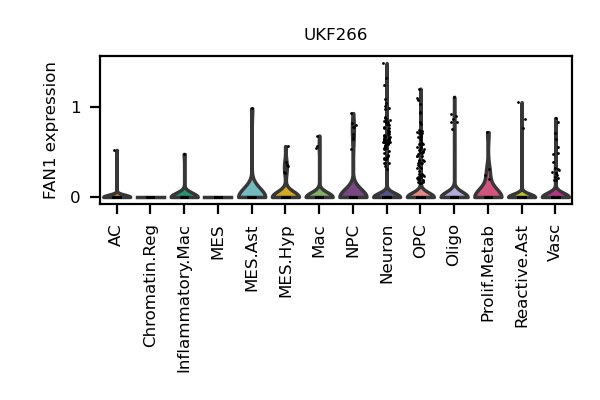 UKF266
FAN1 expression
1
0
AC
Chromatin.Reg
Inflammatory.Mac
MES
MES.Ast
MES.Hyp
Mac
NPC
Neuron
OPC
Oligo
Prolif.Metab
Reactive.Ast
Vasc